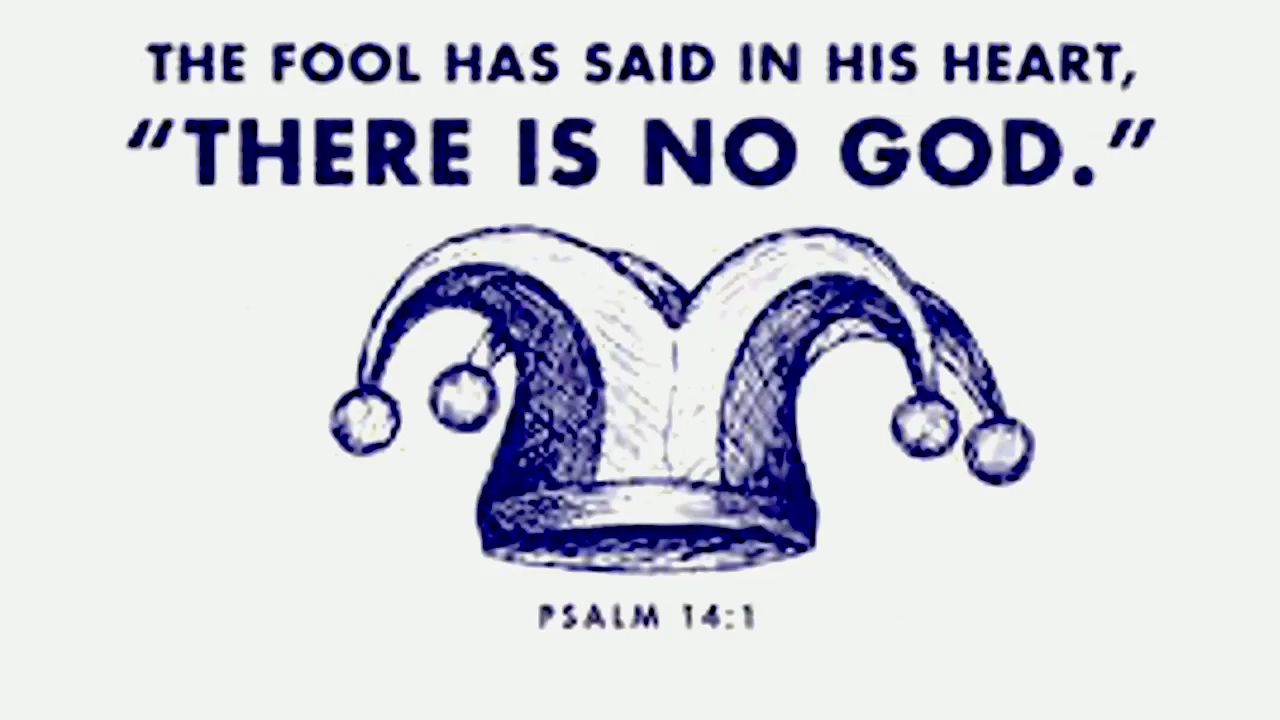 THE FOOL HAS SAID IN HIS HEART,
“THERE IS NO GOD.”
PSALM 14:1